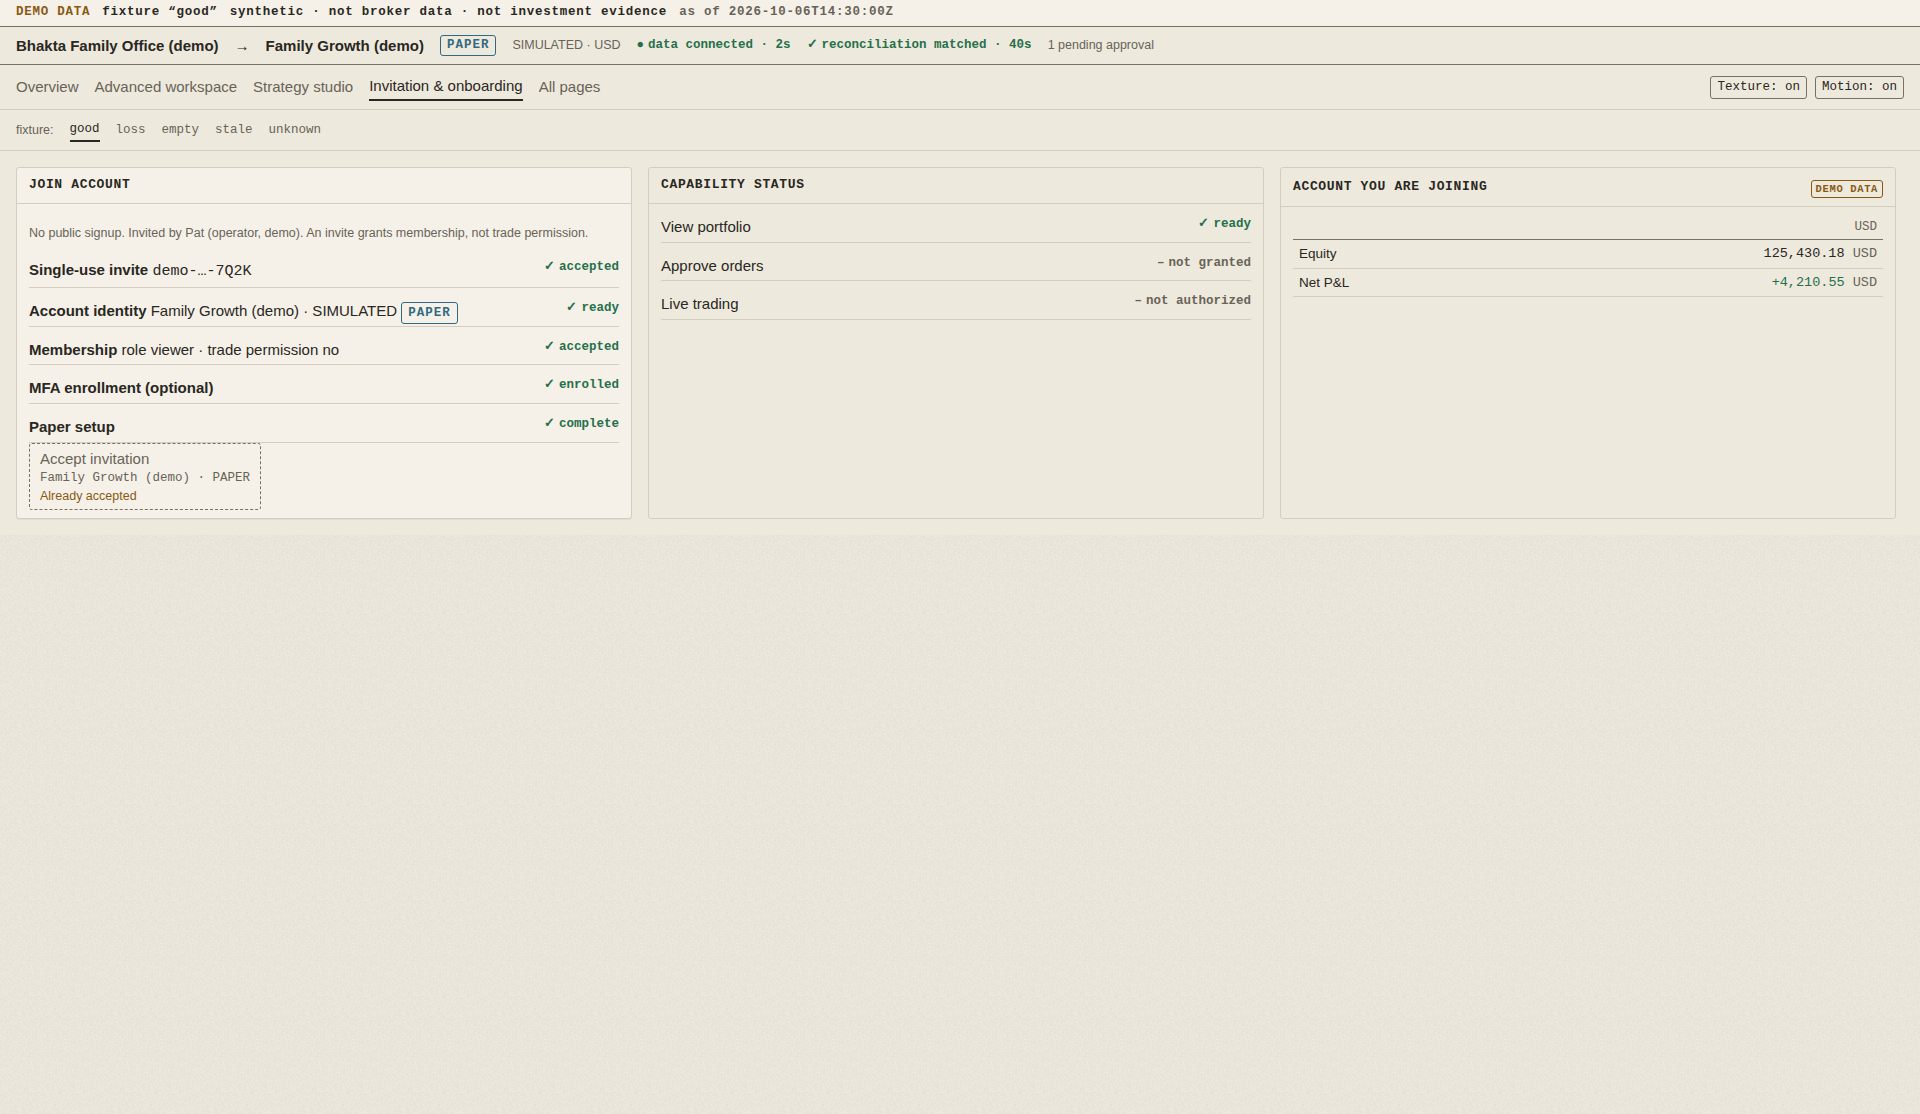 DEMO DATA fixture “good” synthetic · not broker data · not investment evidence as of 2026-10-06T14:30:00Z
Bhakta Family Office (demo) → Family Growth (demo) PAPER SIMULATED · USD ● data connected · 2s ✓ reconciliation matched · 40s 1 pending approval
Overview Advanced workspace Strategy studio Invitation & onboarding All pages Texture: on Motion: on
fixture: good loss empty stale unknown
JOIN ACCOUNT
No public signup. Invited by Pat (operator, demo). An invite grants membership, not trade permission.
Single-use invite demo-…-7Q2K ✓ accepted
Account identity Family Growth (demo) · SIMULATED PAPER ✓ ready
Membership role viewer · trade permission no ✓ accepted
MFA enrollment (optional) ✓ enrolled
Paper setup ✓ complete
Accept invitation
Family Growth (demo) · PAPER
Already accepted
CAPABILITY STATUS
View portfolio ✓ ready
Approve orders – not granted
Live trading – not authorized
ACCOUNT YOU ARE JOINING DEMO DATA
USD
Equity 125,430.18 USD
Net P&L +4,210.55 USD